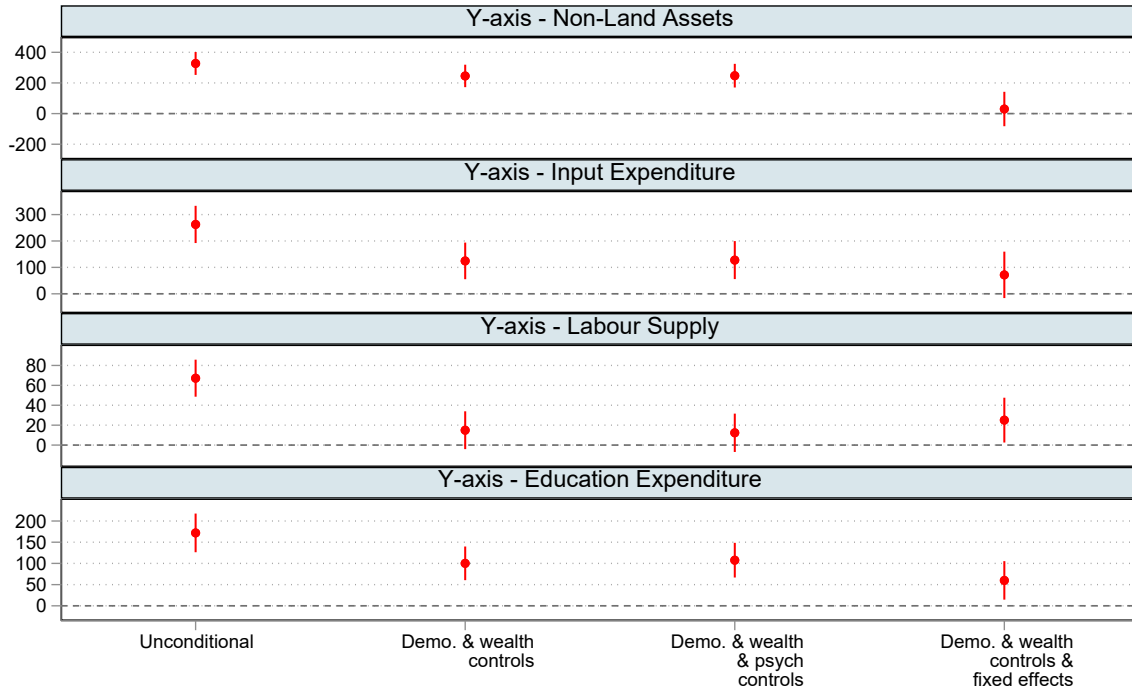 Y-axis - Non-Land Assets
400
200
0
-200
Y-axis - Input Expenditure
300
200
100
0
Y-axis - Labour Supply
80
60
40
20
0
Y-axis - Education Expenditure
200
150
100
50
0
Unconditional
Demo. & wealth
controls
Demo. & wealth
& psych
controls
Demo. & wealth
controls &
fixed effects